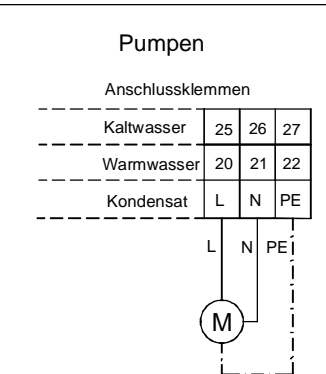 Pumpen
Anschlussklemmen
Kaltwasser 25 26 27
Warmwasser 20 21 22
Kondensat L N PE
L N PE
M